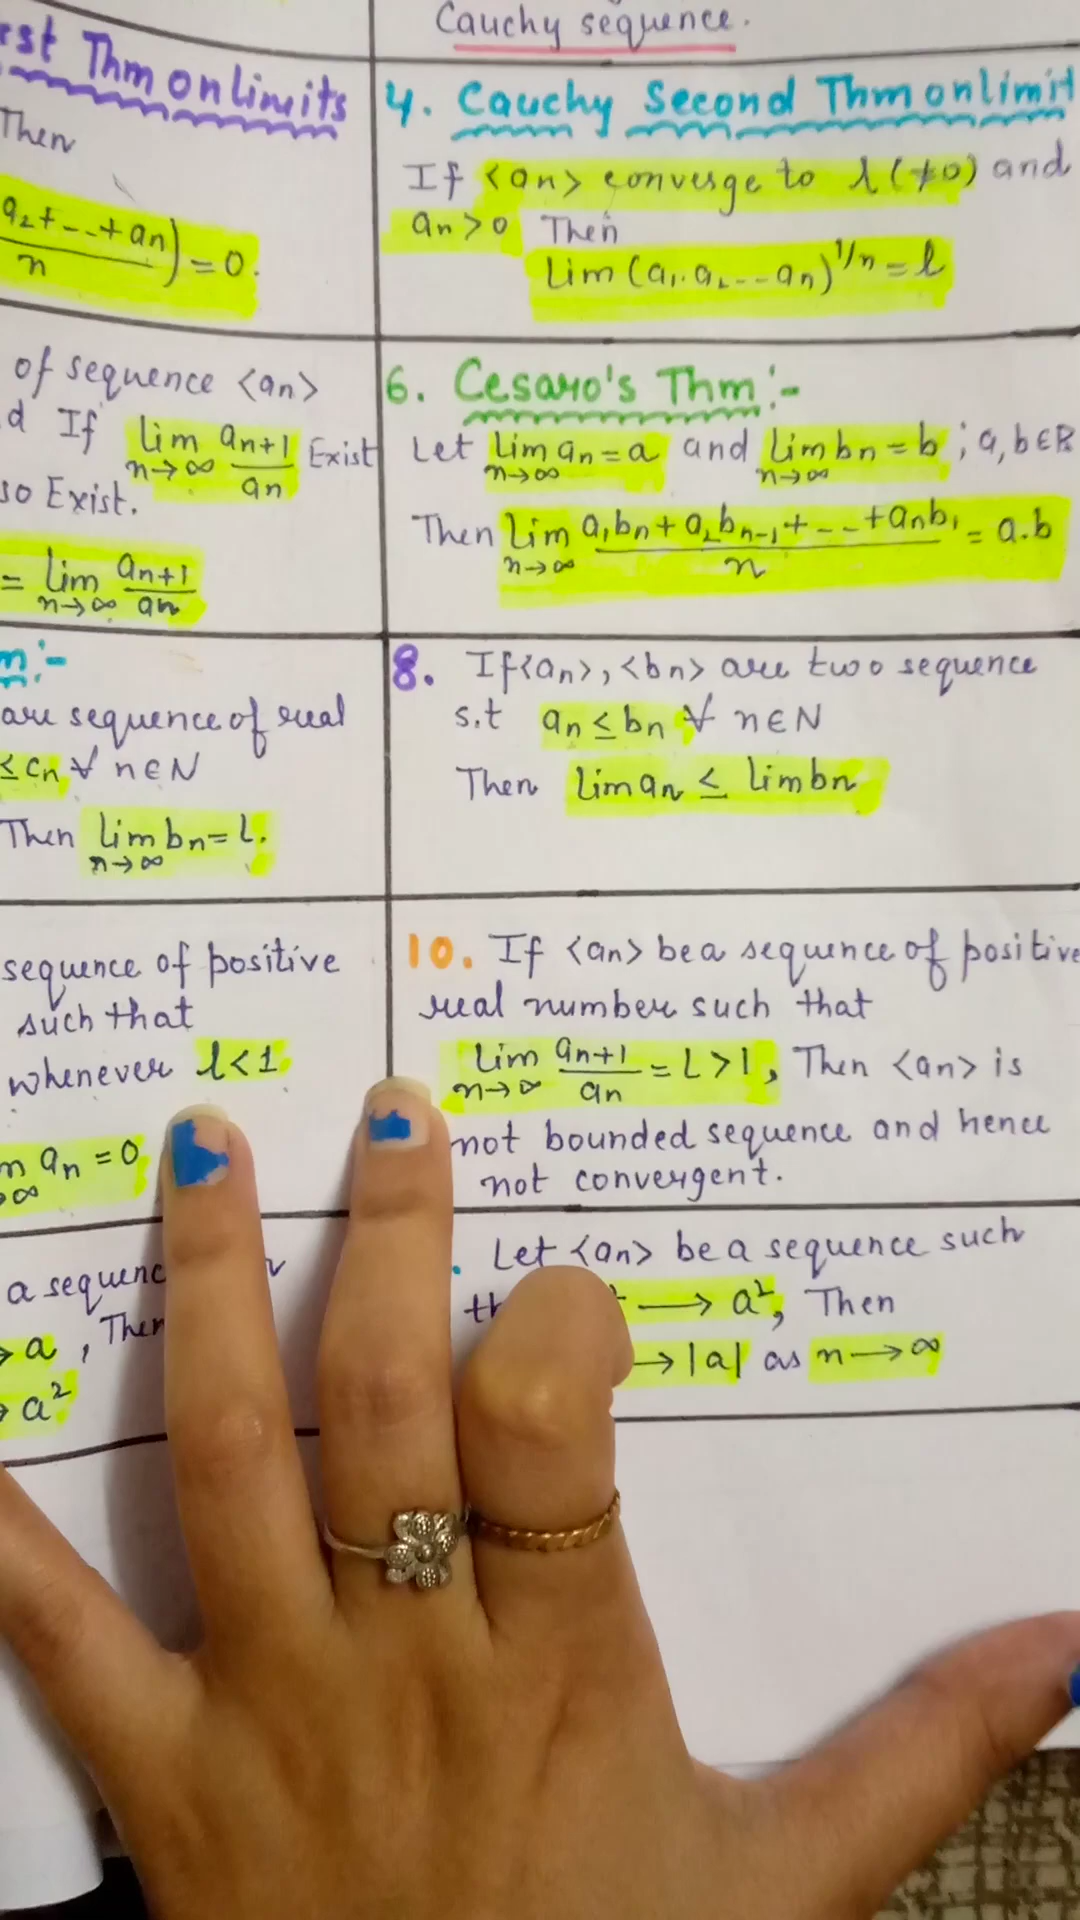 Cauchy sequence.
Thm on limits
Then
a₂+--+an)
n
=0.
4. Cauchy Second Thm on limit
If <an> converge to l (≠0) and
an>0 Then
lim (a₁.a₂---an)^1/n = l
of sequence <an>
If lim n→∞ an+1/an Exist
so Exist.
= lim n→∞ an+1/an
6. Cesaro's Thm :-
Let lim n→∞ an = a and lim n→∞ bn = b ; a, b ∈ R
Then lim n→∞ a₁bn + a₂bn-1 + --- + anb₁ / n = a.b
are sequence of real
≤ cn ∀ n∈N
Then lim n→∞ bn = l.
8. If <an>, <bn> are two sequence
s.t an ≤ bn ∀ n∈N
Then lim an ≤ lim bn
sequence of positive
such that
whenever l<1
an = 0
∞
10. If <an> be a sequence of positive
real number such that
lim n→∞ an+1/an = L>1, Then <an> is
not bounded sequence and hence
not convergent.
a
→ a ,
→ a²
Let <an> be a sequence such
→ a², Then
→ |a| as n→∞